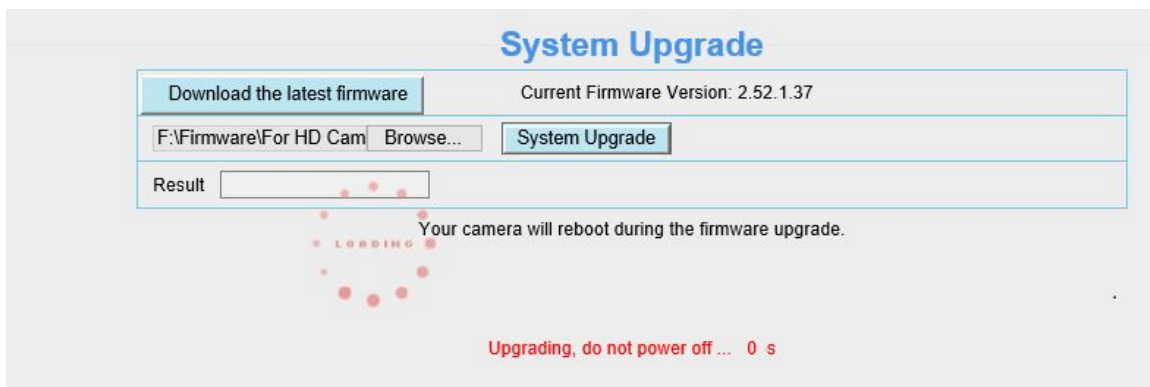 System Upgrade
Download the latest firmware Current Firmware Version: 2.52.1.37
F:\Firmware\For HD Cam Browse... System Upgrade
Result
Your camera will reboot during the firmware upgrade.
LOADING
Upgrading, do not power off ... 0 s